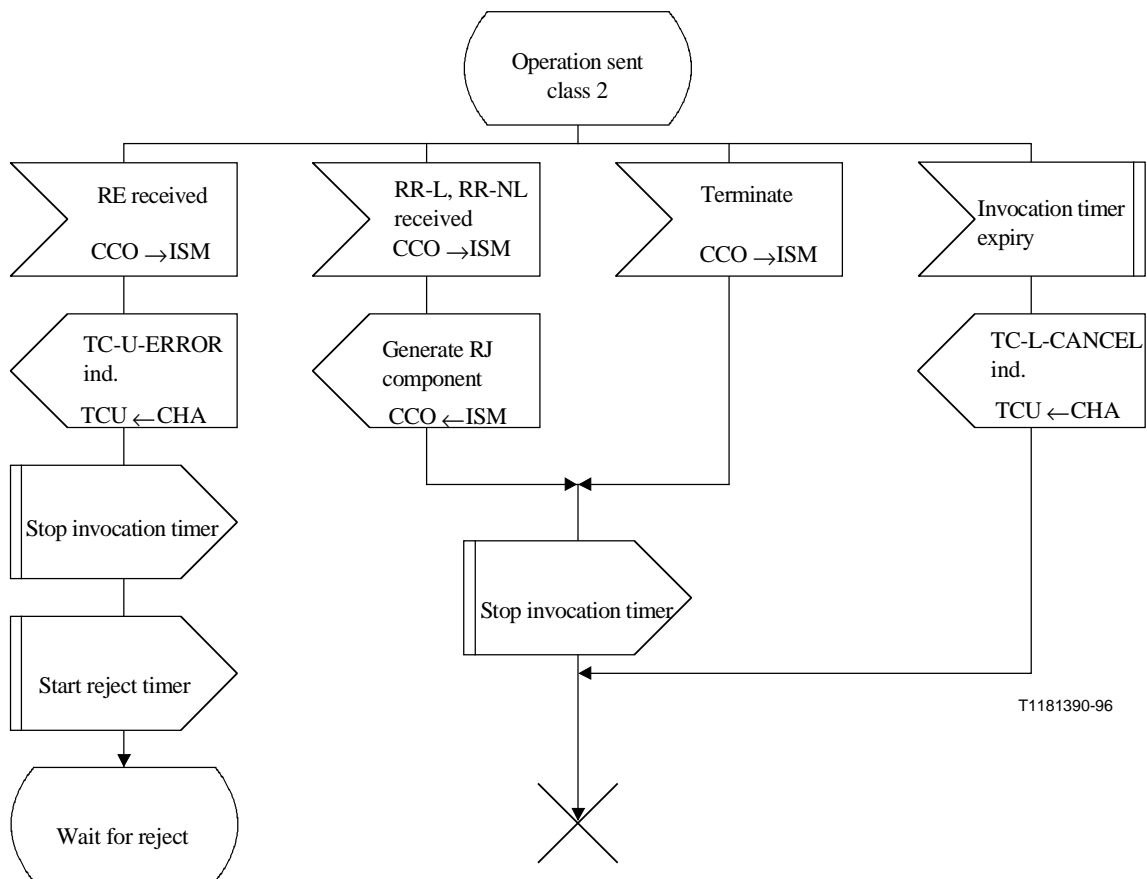 Operation sent
class 2
RE received
CCO →ISM
RR-L, RR-NL
received
CCO →ISM
Terminate
CCO →ISM
Invocation timer
expiry
TC-U-ERROR
ind.
TCU ←CHA
Generate RJ
component
CCO ←ISM
TC-L-CANCEL
ind.
TCU ←CHA
Stop invocation timer
Stop invocation timer
Start reject timer
T1181390-96
Wait for reject